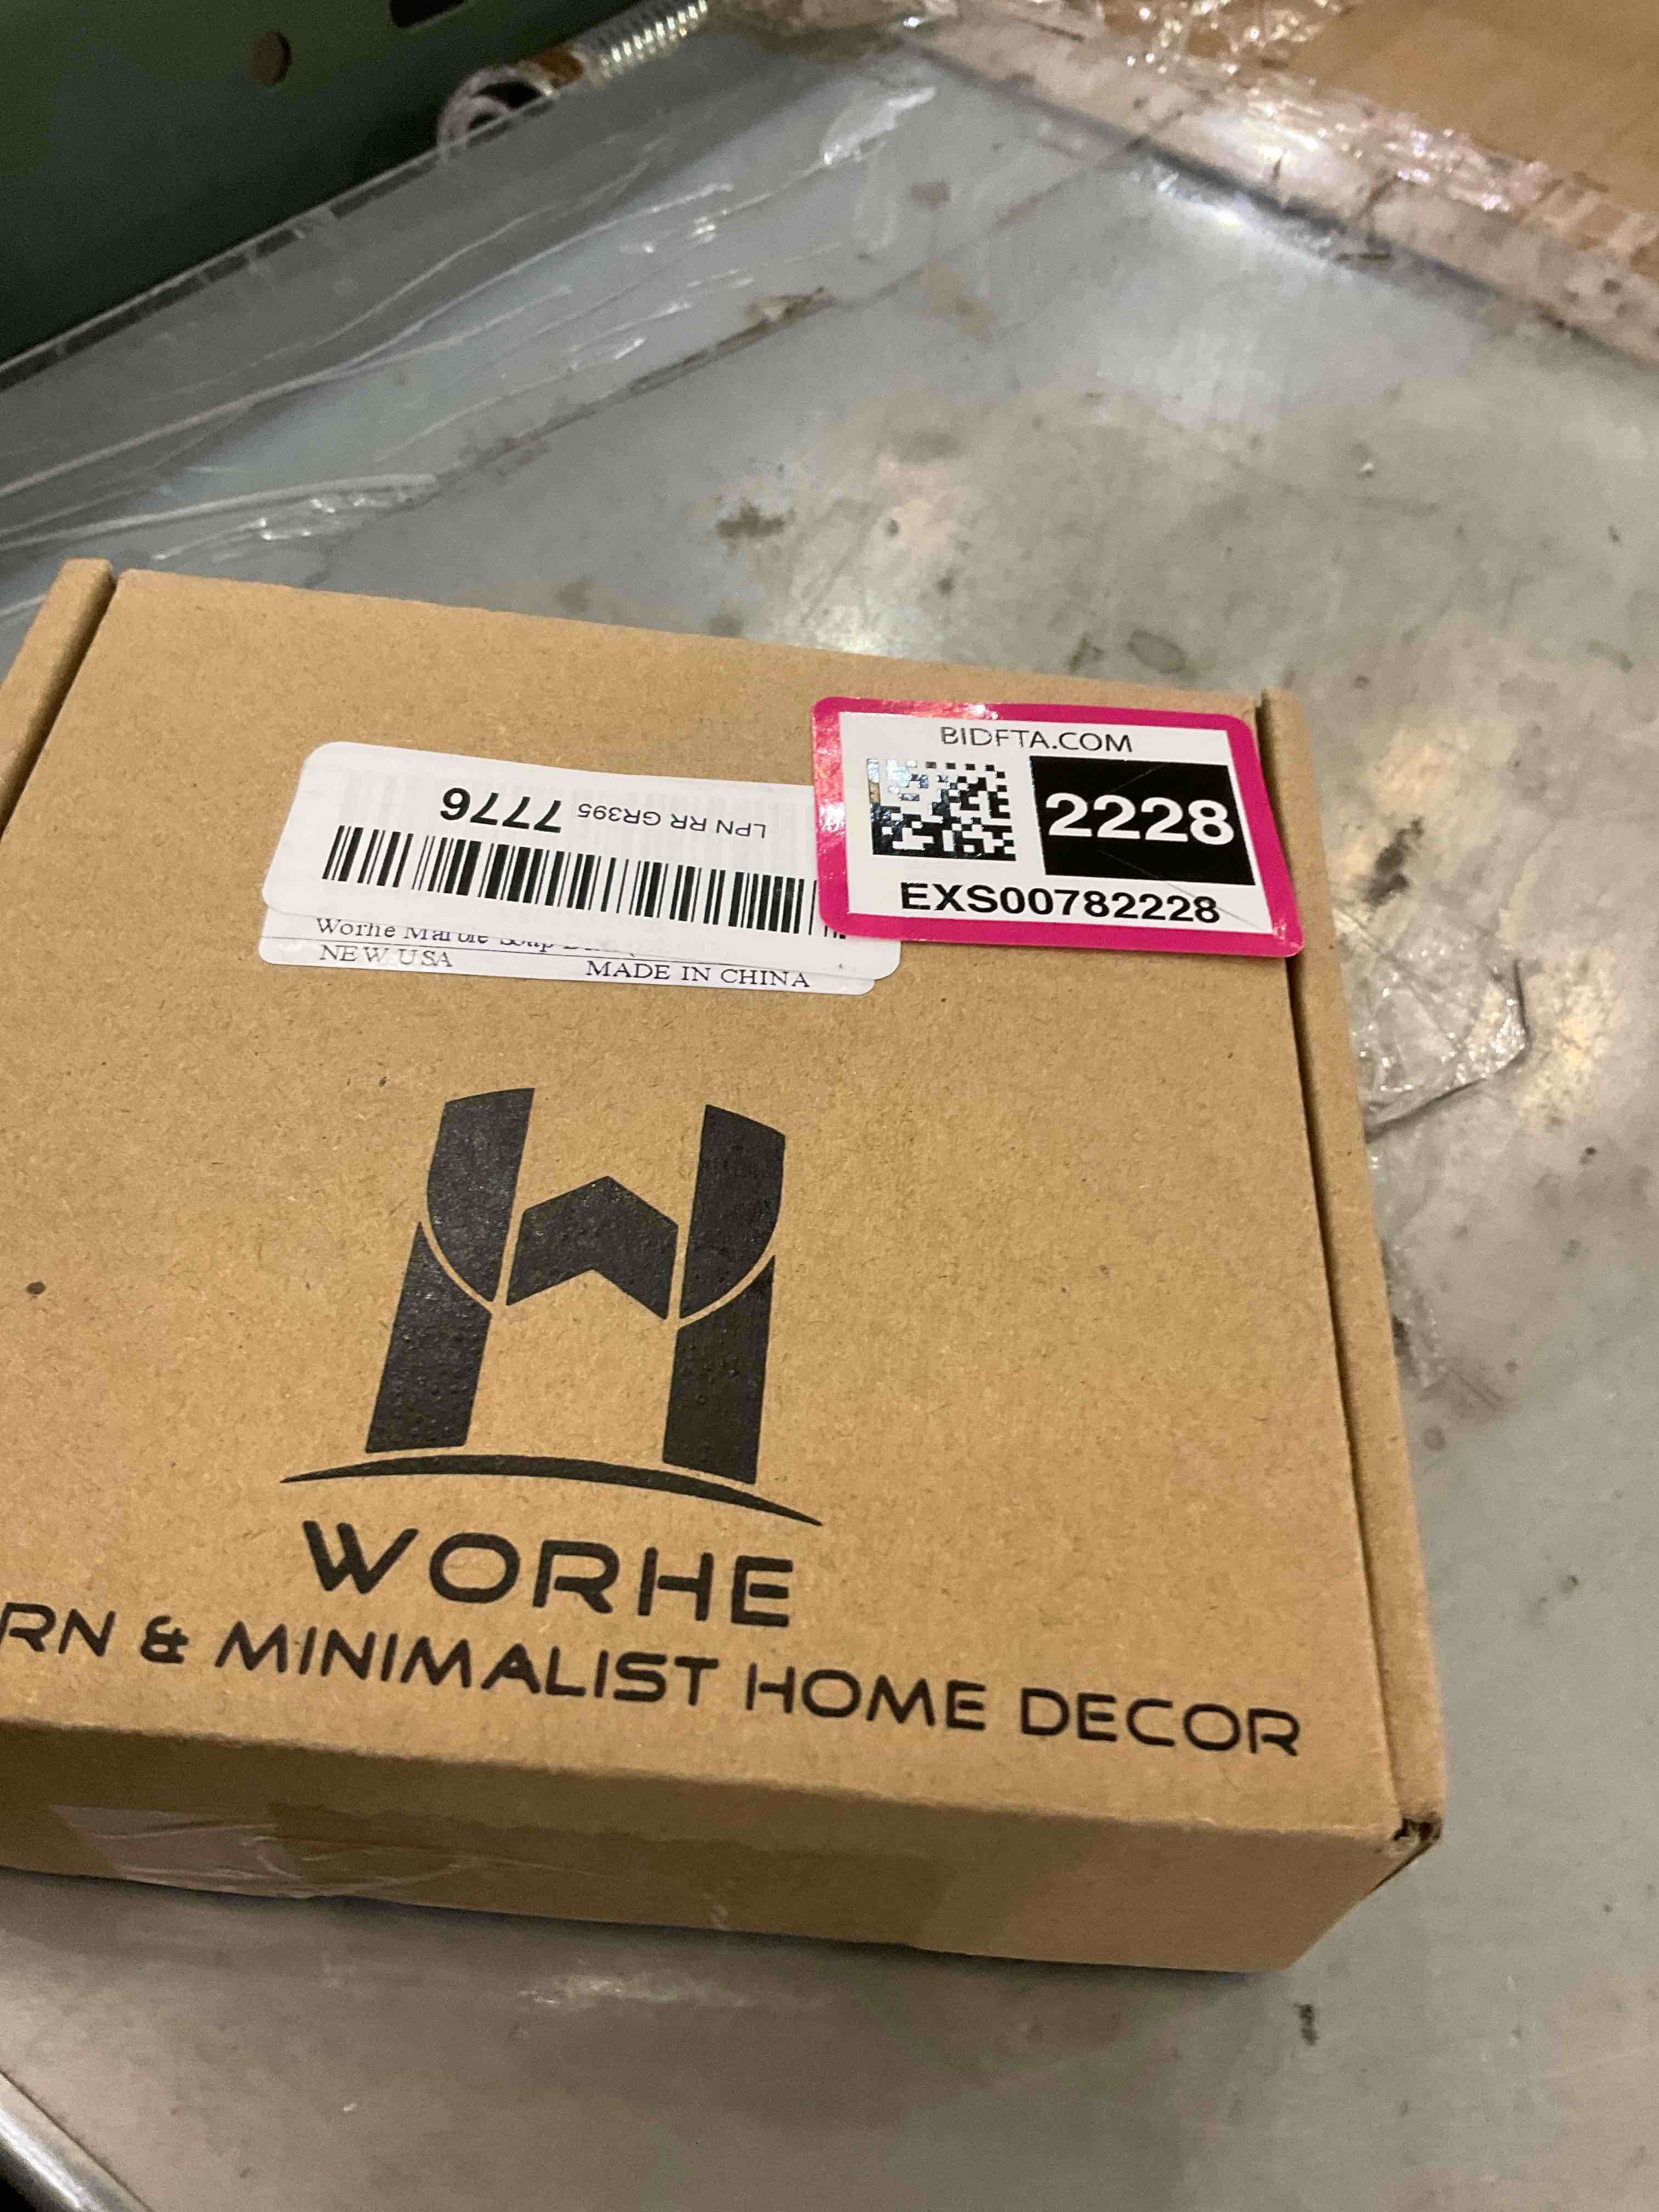 BIDFTA.COM
2228
EXS00782228
LPN RR GR395 7776
Worhe Marble Soap
NEW USA MADE IN CHINA
WORHE
RN & MINIMALIST HOME DECOR